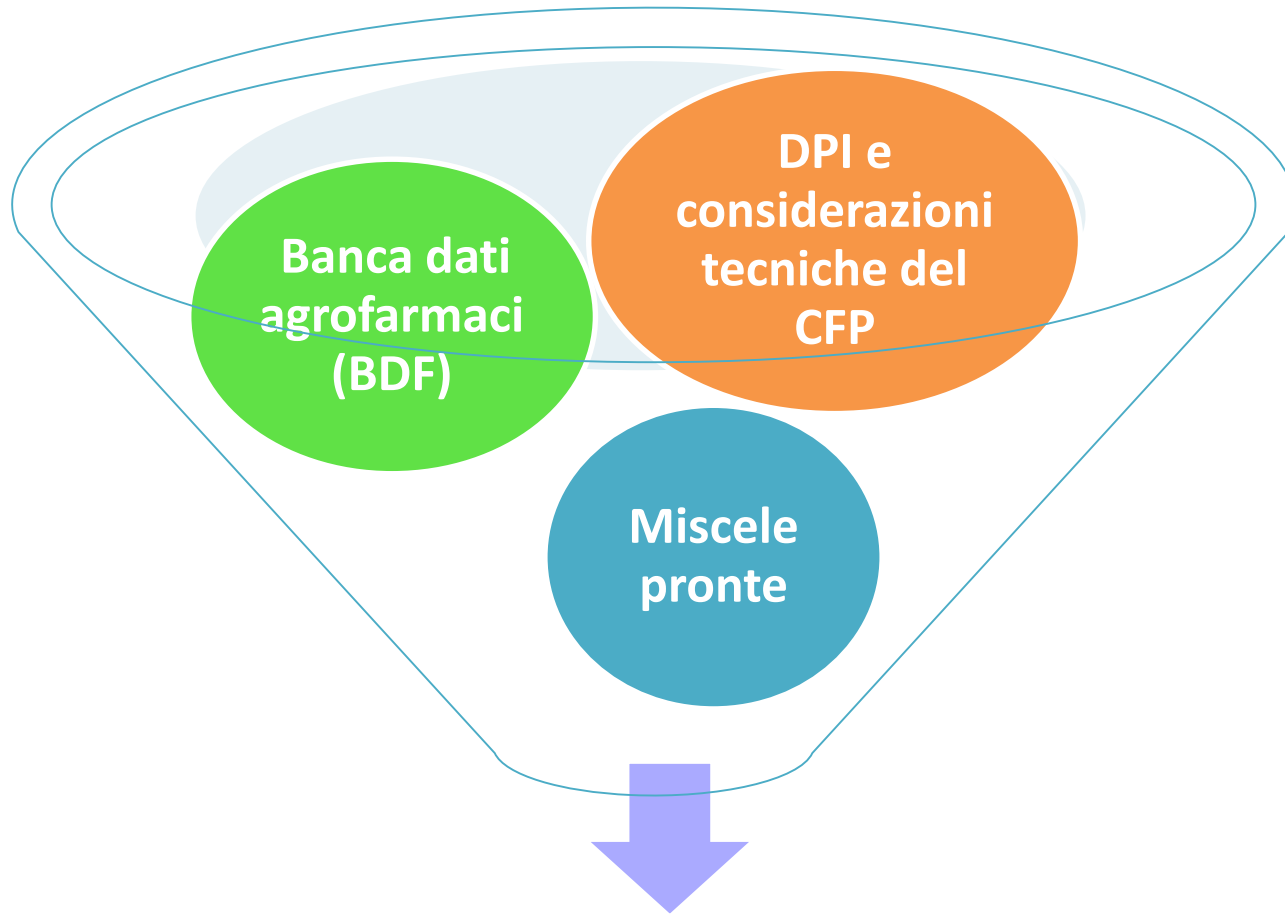 Banca dati
agrofarmaci
(BDF)
DPI e
considerazioni
tecniche del
CFP
Miscele
pronte